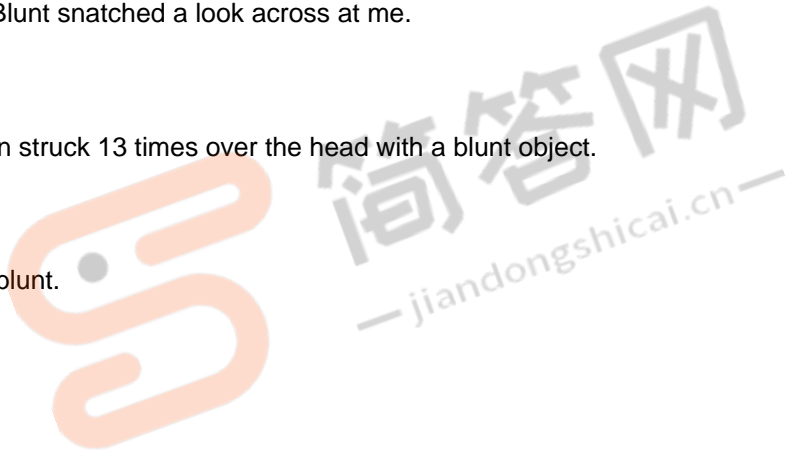 Blunt snatched a look across at me.
n struck 13 times over the head with a blunt object.
blunt.
简答网
— jiandongshicai.cn —